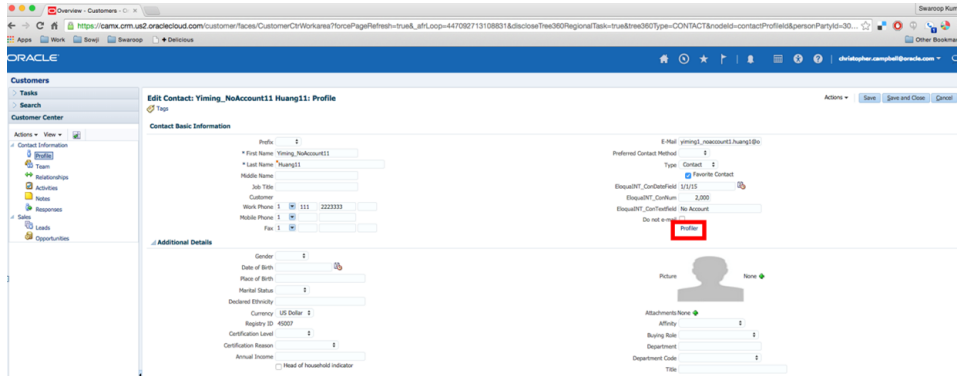 Overview - Customers - O
Swaroop Kum
https://camx.crm.us2.oraclecloud.com/customer/faces/CustomerCtrWorkarea?forcePageRefresh=true&_afrLoop=447092713108831&discloseTree360RegionalTask=true&tree360Type=CONTACT&nodeId=contactProfileId&personPartyId=30...
Apps Work Sowji Swaroop + Delicious Other Bookmar
ORACLE
christopher.campbell@oracle.com
Customers
Tasks
Search
Customer Center
Actions View
Contact Information
Profile
Team
Relationships
Activities
Notes
Responses
Sales
Leads
Opportunities
Edit Contact: Yiming_NoAccount11 Huang11: Profile
Actions Save Save and Close Cancel
Tags
Contact Basic Information
Prefix
* First Name Yiming_NoAccount11
* Last Name Huang11
Middle Name
Job Title
Customer
Work Phone 1 111 2223333
Mobile Phone 1
Fax 1
E-Mail yiming1_noaccount1.huang1@o
Preferred Contact Method
Type Contact
Favorite Contact
EloquaINT_ConDateField 1/1/15
EloquaINT_ConNum 2,000
EloquaINT_ConTextfield No Account
Do not e-mail
Profiler
Additional Details
Gender
Date of Birth
Place of Birth
Marital Status
Declared Ethnicity
Currency US Dollar
Registry ID 45007
Certification Level
Certification Reason
Annual Income
Head of household indicator
Picture None
Attachments None
Affinity
Buying Role
Department
Department Code
Title